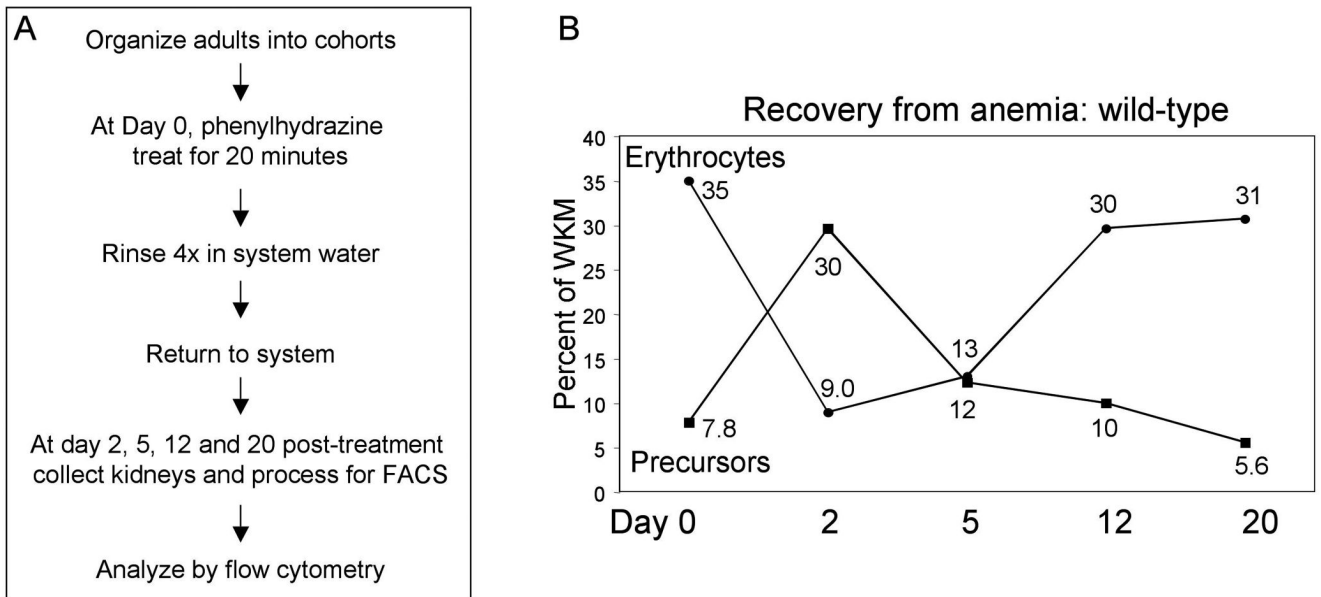 A
Organize adults into cohorts
At Day 0, phenylhydrazine
treat for 20 minutes
Rinse 4x in system water
Return to system
At day 2, 5, 12 and 20 post-treatment
collect kidneys and process for FACS
Analyze by flow cytometry
B
Recovery from anemia: wild-type
Percent of WKM
40
35
30
25
20
15
10
5
0
Erythrocytes
35
9.0
13
30
31
Precursors
7.8
30
12
10
5.6
Day 0 2 5 12 20